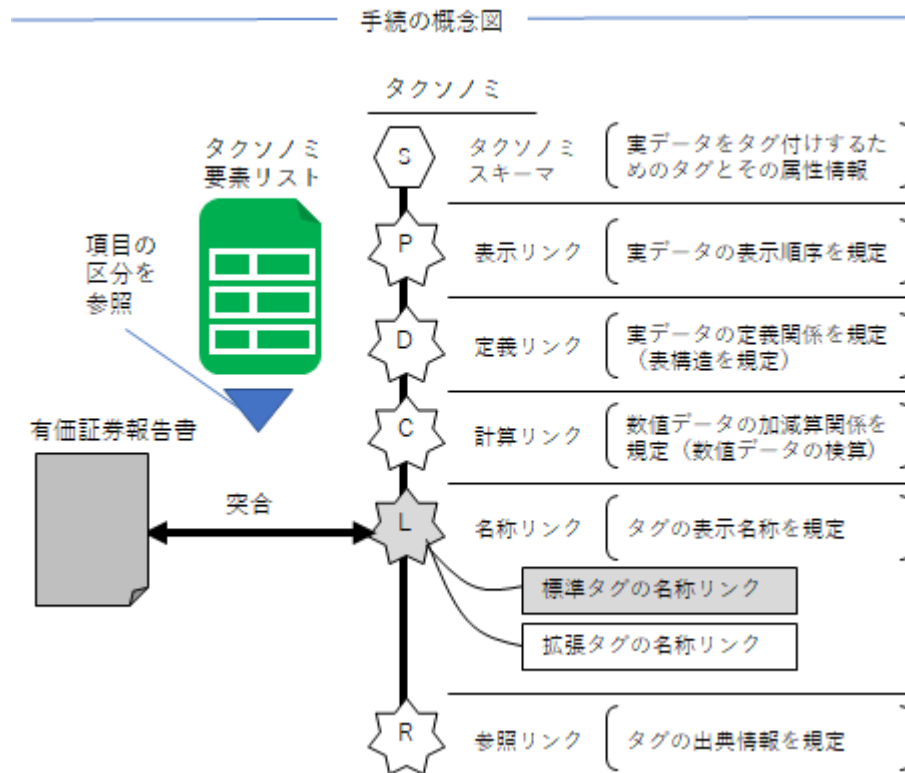 手続の概念図
タクソノミ
タクソノミ
要素リスト
項目の
区分を
参照
有価証券報告書
突合
S
タクソノミ
スキーマ
実データをタグ付けするた
めのタグとその属性情報
P
表示リンク
実データの表示順序を規定
D
定義リンク
実データの定義関係を規定
（表構造を規定）
C
計算リンク
数値データの加減算関係を
規定（数値データの検算）
L
名称リンク
タグの表示名称を規定
標準タグの名称リンク
拡張タグの名称リンク
R
参照リンク
タグの出典情報を規定